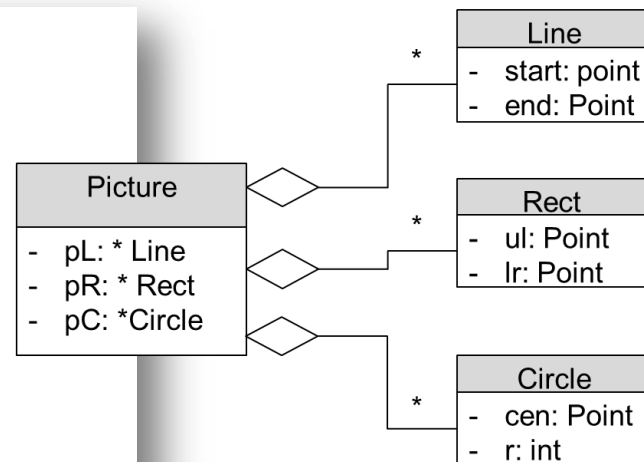 Line
*
- start: point
- end: Point
Picture
- pL: * Line
- pR: * Rect
- pC: *Circle
Rect
*
- ul: Point
- lr: Point
Circle
*
- cen: Point
- r: int